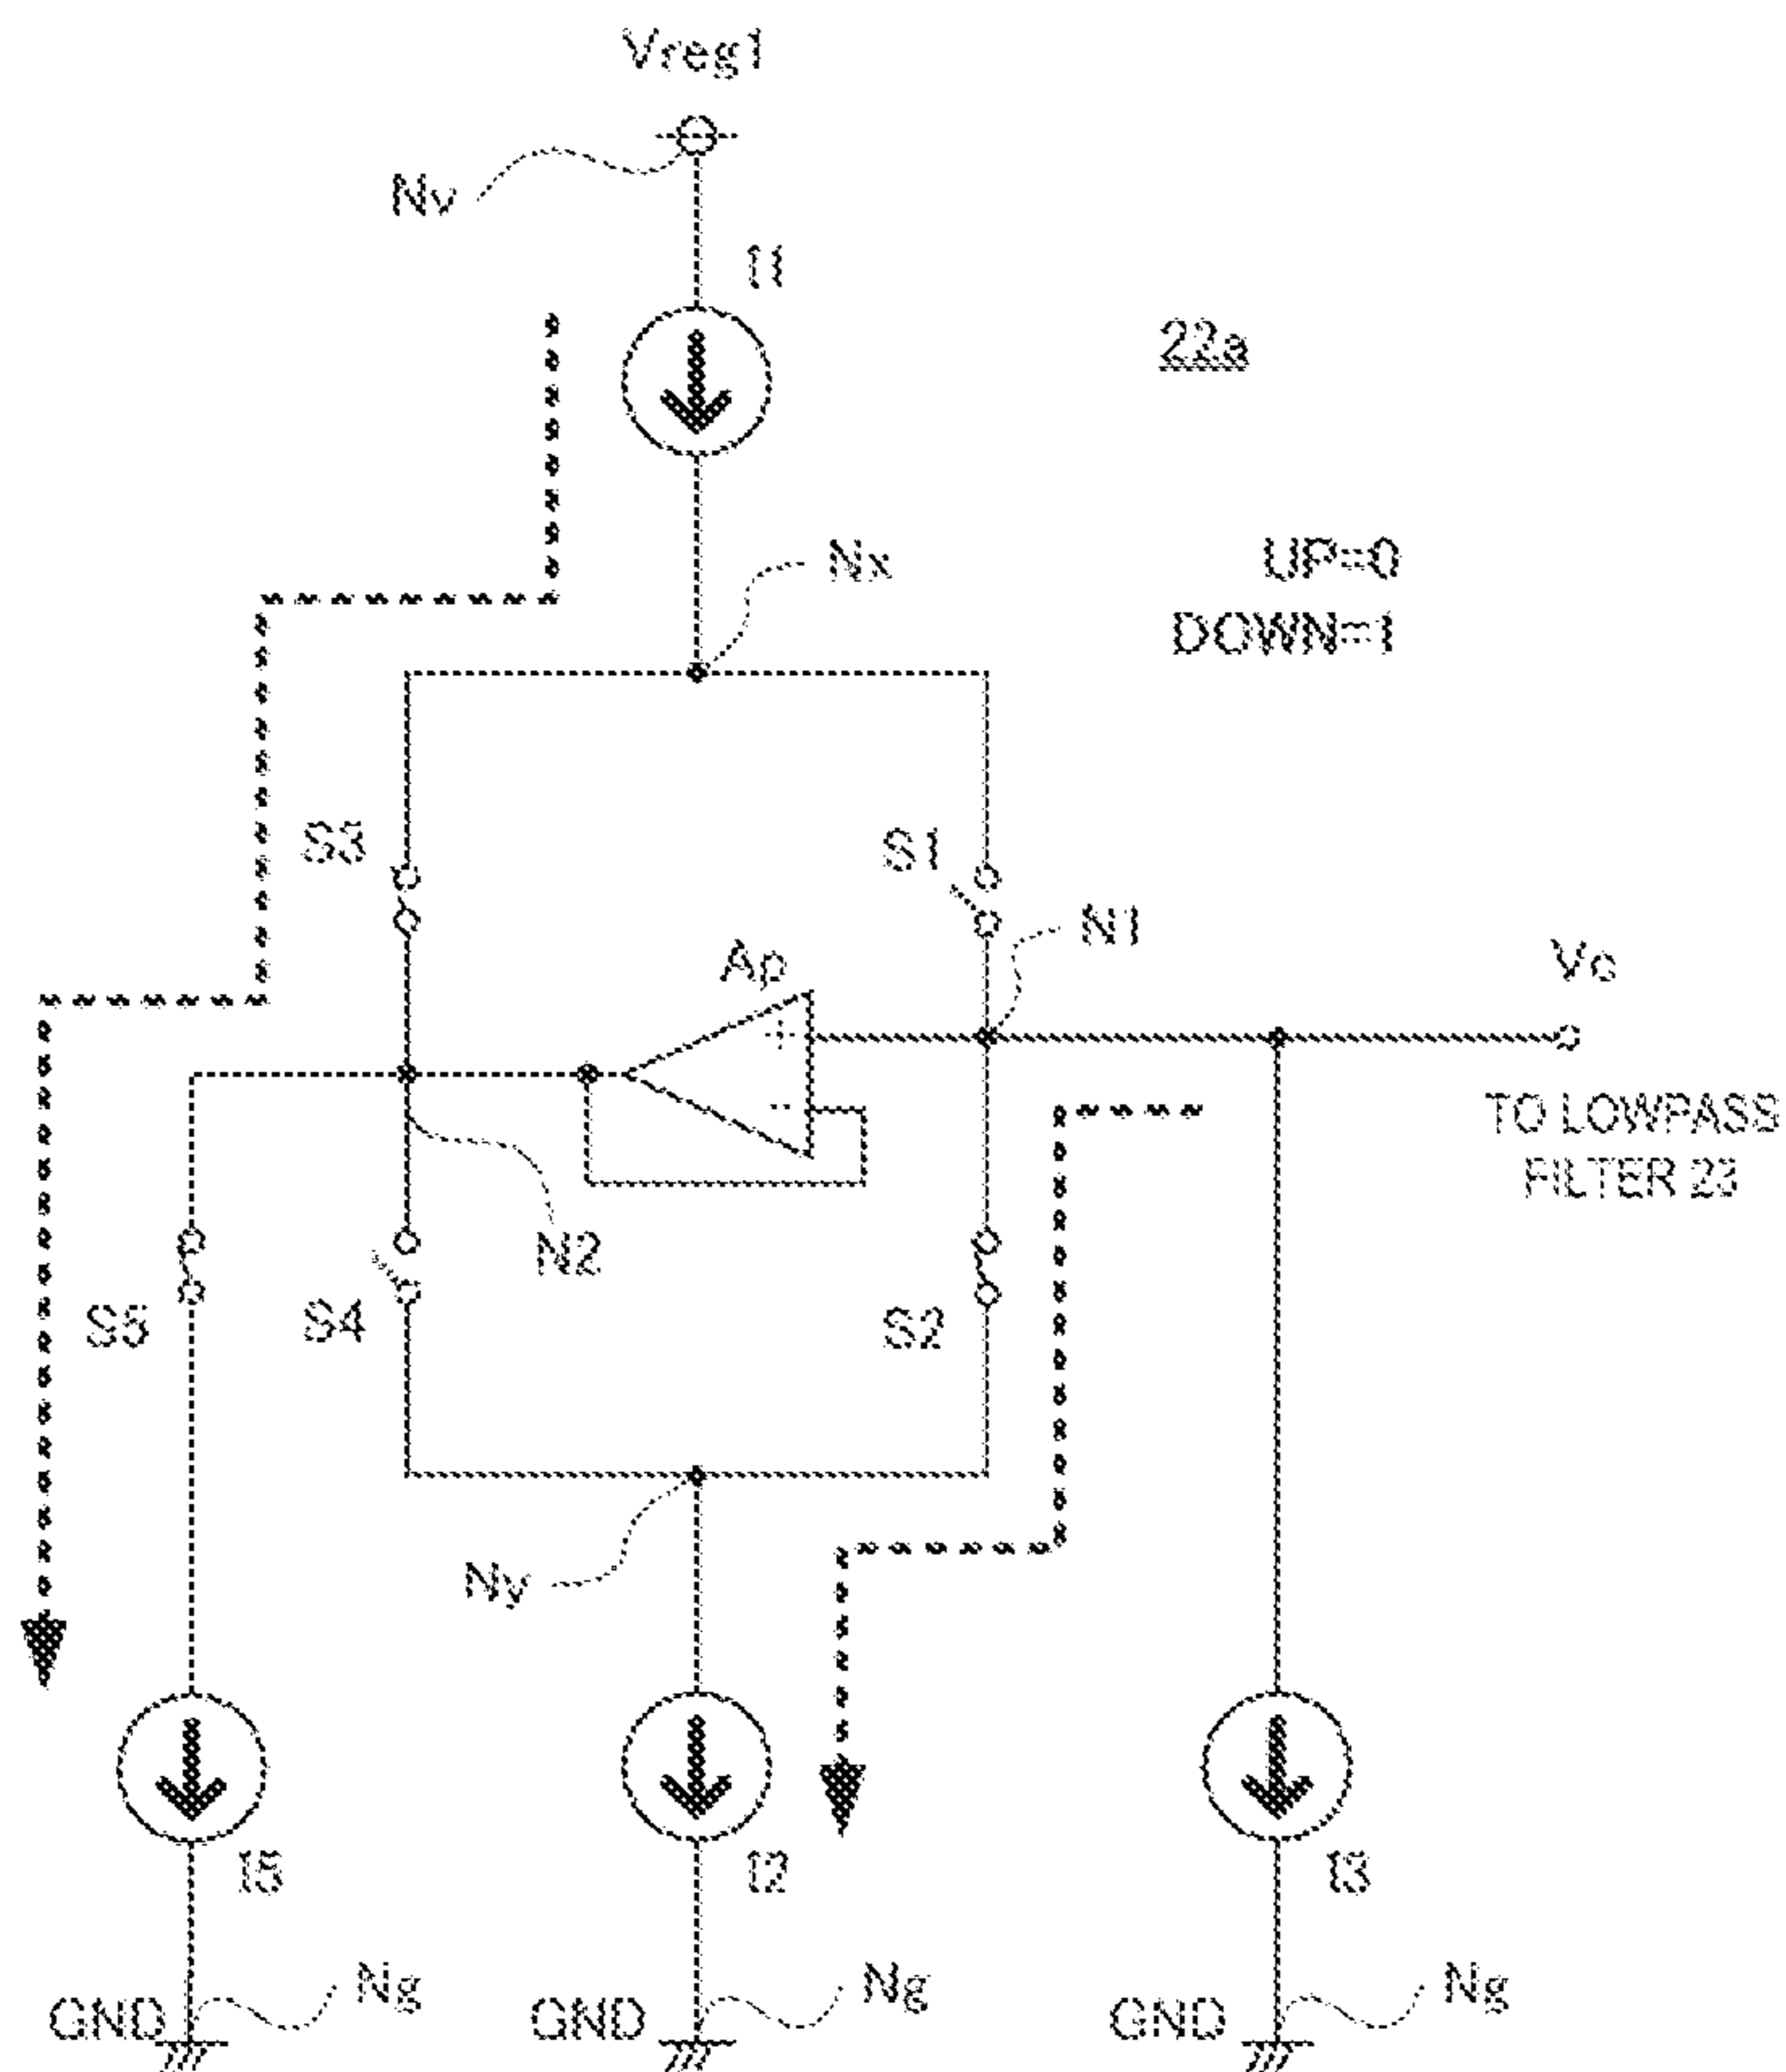 Vreg1
Nv
I1
22a
Nx
UP=0
DOWN=1
S3
S1
N1
Ap
Vc
+
-
TO LOWPASS
FILTER 23
N2
S5
S4
S2
Ny
I5
I2
I3
Ng
Ng
Ng
GND
GND
GND